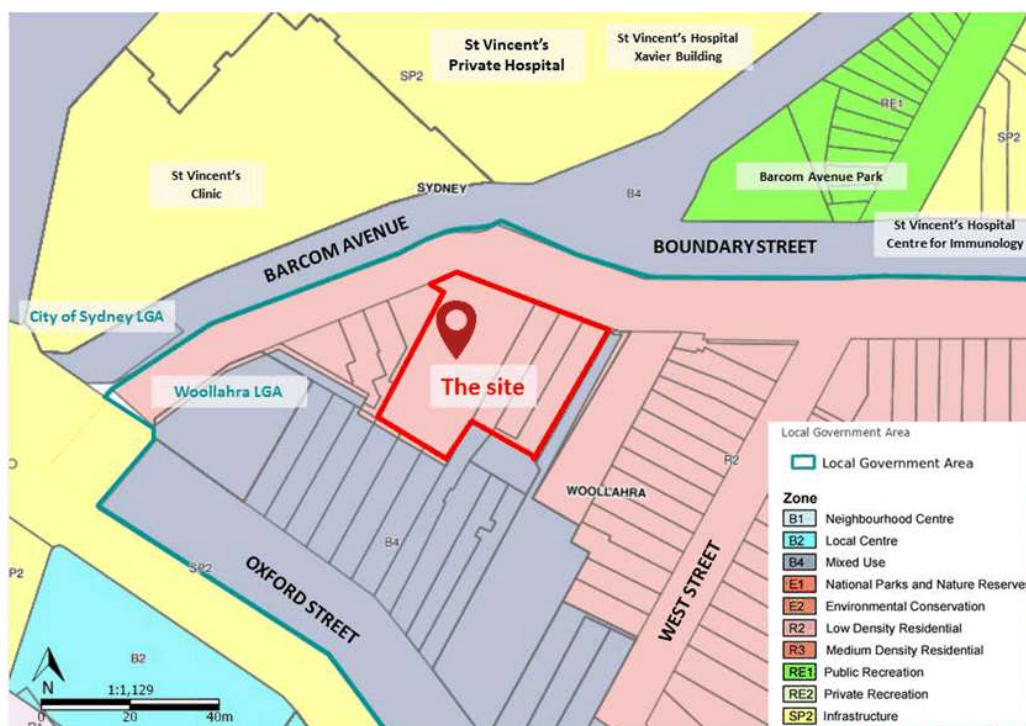 St Vincent's
Private Hospital
St Vincent's Hospital
Xavier Building
SP2
RE1
SP2
St Vincent's
Clinic
SYDNEY
B4
Barcom Avenue Park
St Vincent's Hospital
Centre for Immunology
BARCOM AVENUE
BOUNDARY STREET
City of Sydney LGA
Woollahra LGA
The site
R2
WOOLLAHRA
B4
OXFORD STREET
WEST STREET
SP2
P2
B2
N
1:1,129
0 20 40m
Local Government Area
Local Government Area
Zone
B1 Neighbourhood Centre
B2 Local Centre
B4 Mixed Use
E1 National Parks and Nature Reserves
E2 Environmental Conservation
R2 Low Density Residential
R3 Medium Density Residential
RE1 Public Recreation
RE2 Private Recreation
SP2 Infrastructure